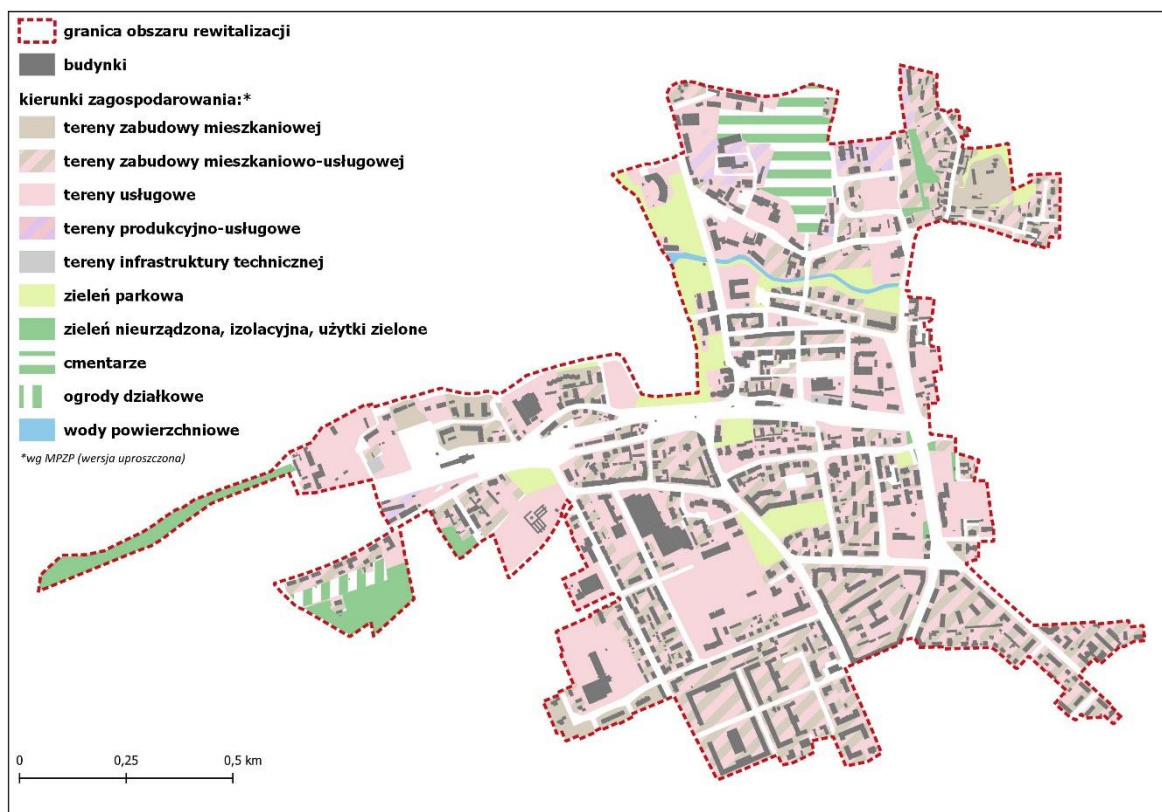 granica obszaru rewitalizacji
budynki
kierunki zagospodarowania:*
tereny zabudowy mieszkaniowej
tereny zabudowy mieszkaniowo-usługowej
tereny usługowe
tereny produkcyjno-usługowe
tereny infrastruktury technicznej
zieleń parkowa
zieleń nieurządzona, izolacyjna, użytki zielone
cmentarze
ogrody działkowe
wody powierzchniowe
*wg MPZP (wersja uproszczona)
0 0,25 0,5 km